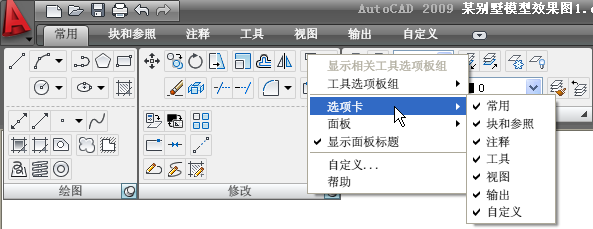 AutoCAD 2009 某别墅模型效果图1.
常用 块和参照 注释 工具 视图 输出 自定义
显示相关工具选项板组
工具选项板组
0
选项卡
常用
面板
块和参照
显示面板标题
注释
工具
自定义...
视图
帮助
输出
自定义
绘图
修改